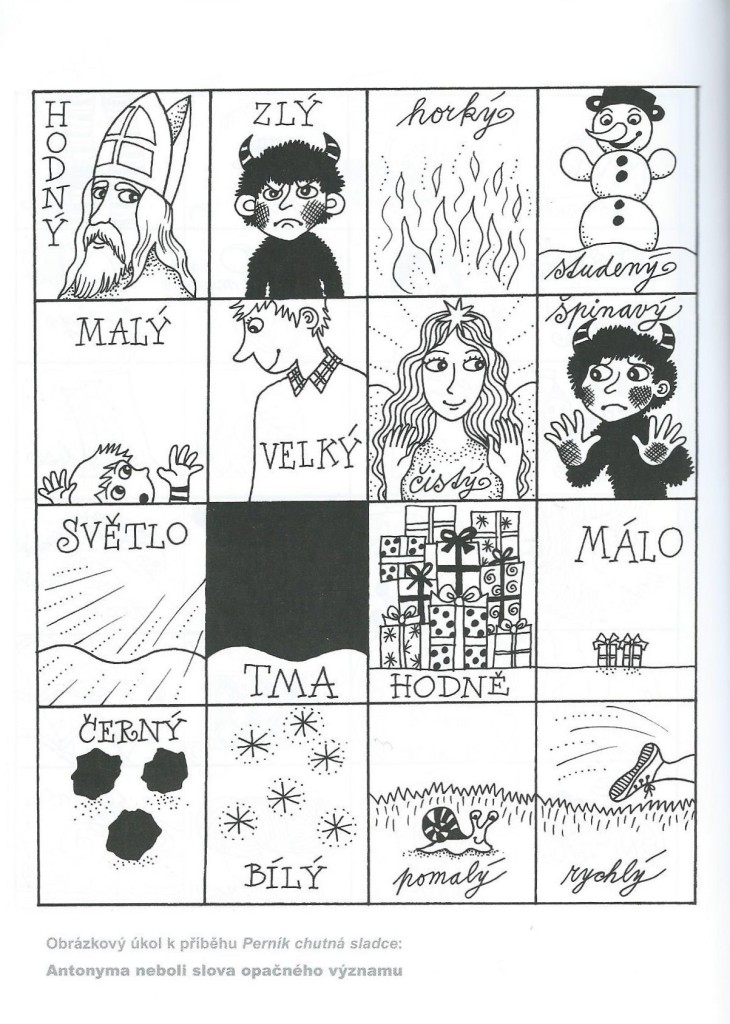 HODNÝ
ZLÝ
horký
studený
MALÝ
VELKÝ
čistý
špinavý
SVĚTLO
TMA
HODNĚ
MÁLO
ČERNÝ
BÍLÝ
pomalý
rychlý
Obrázkový úkol k příběhu Perník chutná sladce:
Antonyma neboli slova opačného významu